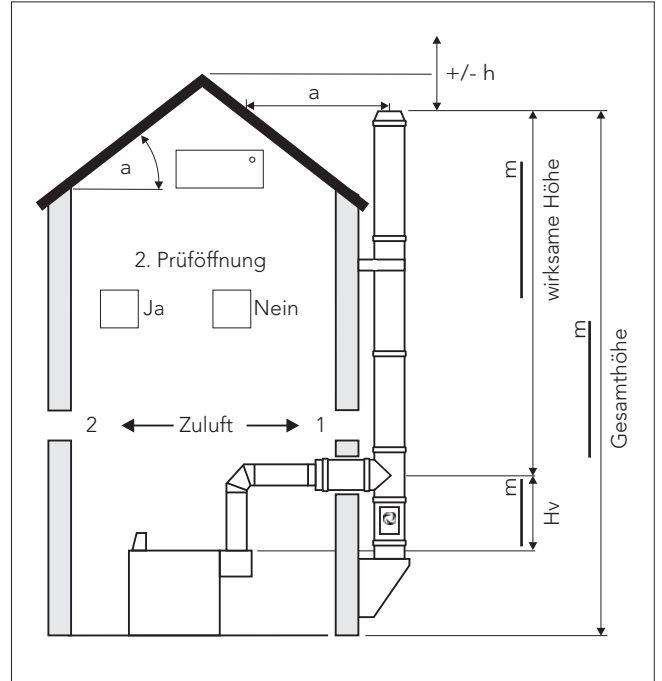 +/- h
a
a
2. Prüföffnung
Ja
Nein
m
wirksame Höhe
m
Gesamthöhe
2
Zuluft
1
m
Hv